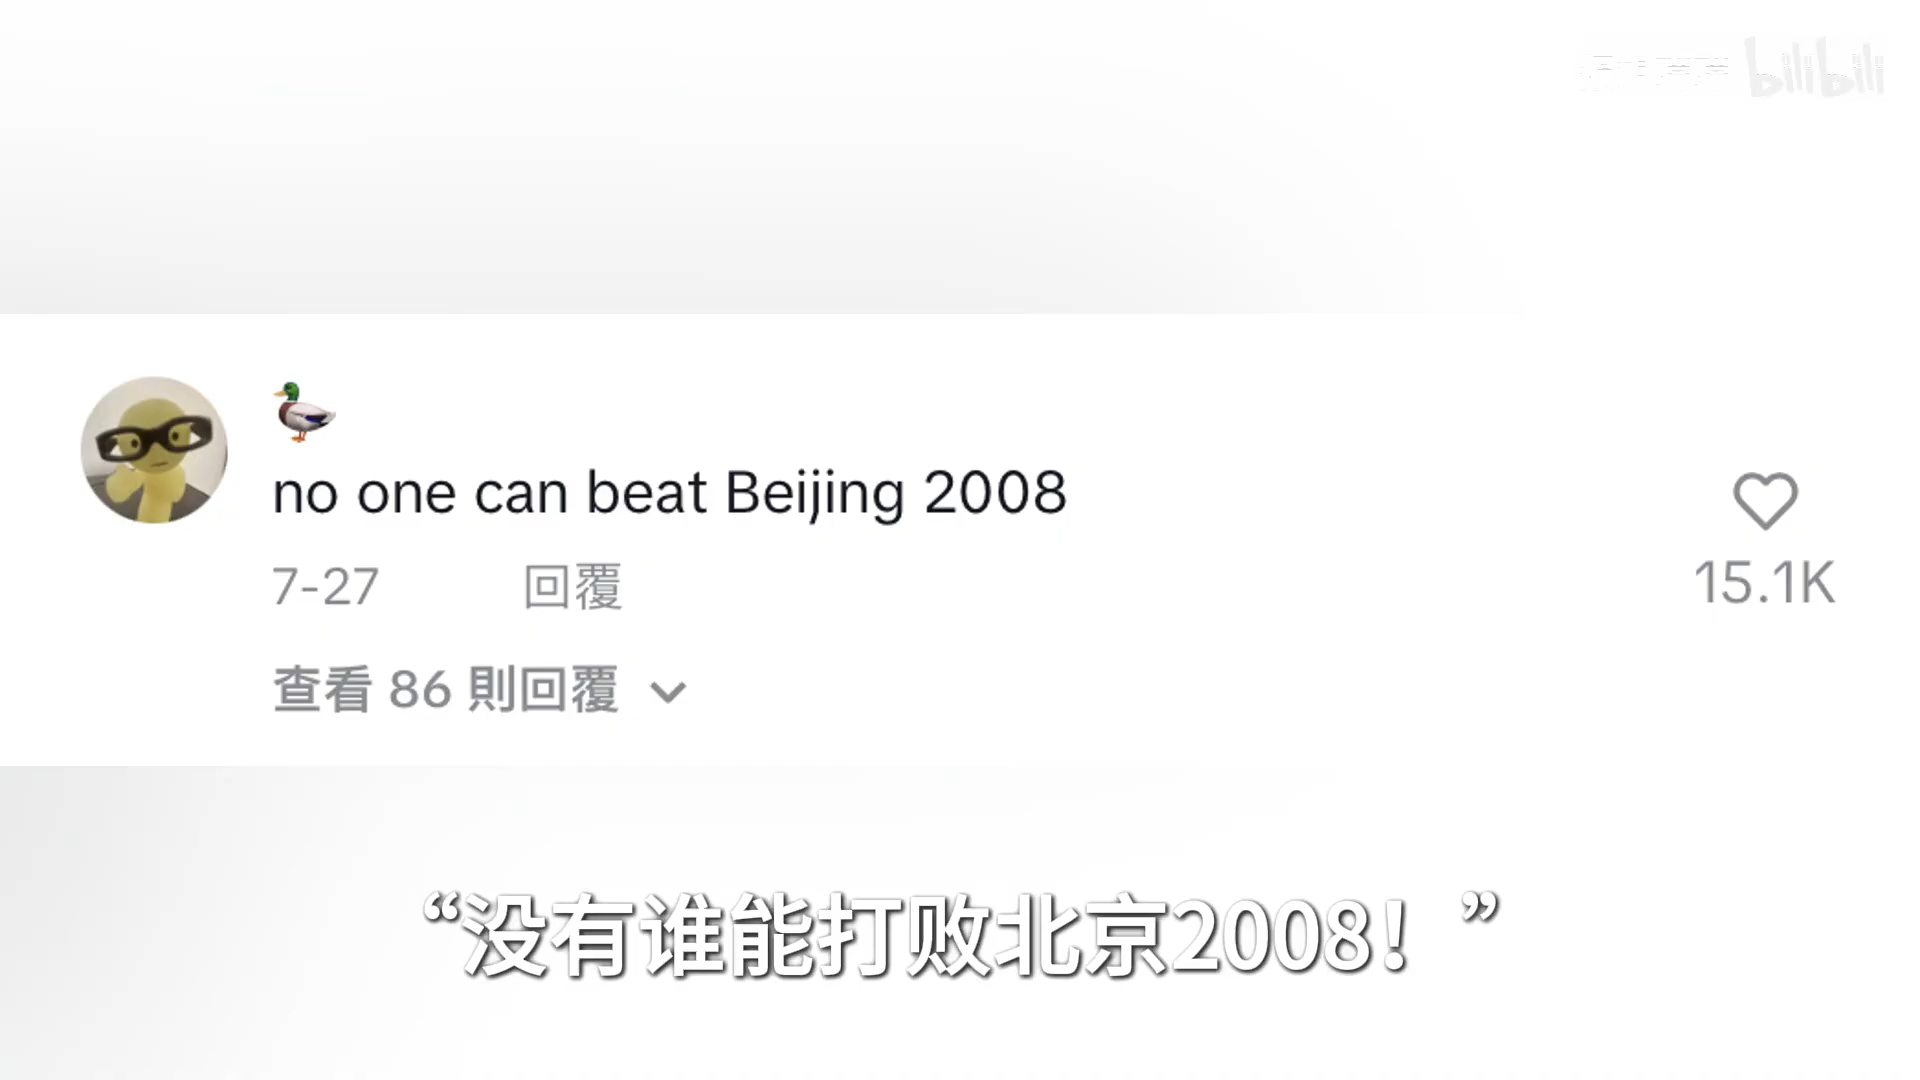 bilibili
🦆
no one can beat Beijing 2008
7-27 回覆
15.1K
查看 86 則回覆
“没有谁能打败北京2008！”